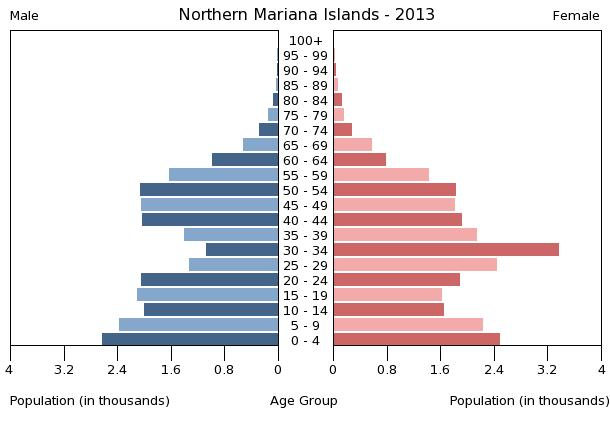 Male Northern Mariana Islands - 2013 Female
100+
95 - 99
90 - 94
85 - 89
80 - 84
75 - 79
70 - 74
65 - 69
60 - 64
55 - 59
50 - 54
45 - 49
40 - 44
35 - 39
30 - 34
25 - 29
20 - 24
15 - 19
10 - 14
5 - 9
0 - 4
4 3.2 2.4 1.6 0.8 0 0 0.8 1.6 2.4 3.2 4
Population (in thousands) Age Group Population (in thousands)